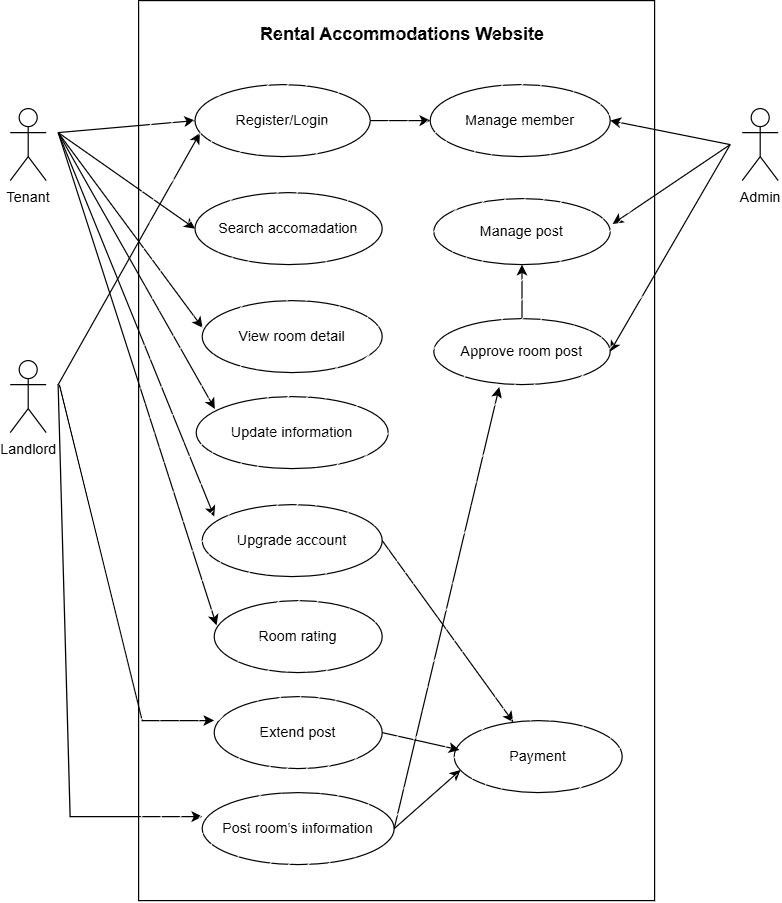 Rental Accommodations Website
Register/Login
Manage member
Tenant
Admin
Search accomadation
Manage post
View room detail
Approve room post
Landlord
Update information
Upgrade account
Room rating
Extend post
Payment
Post room's information